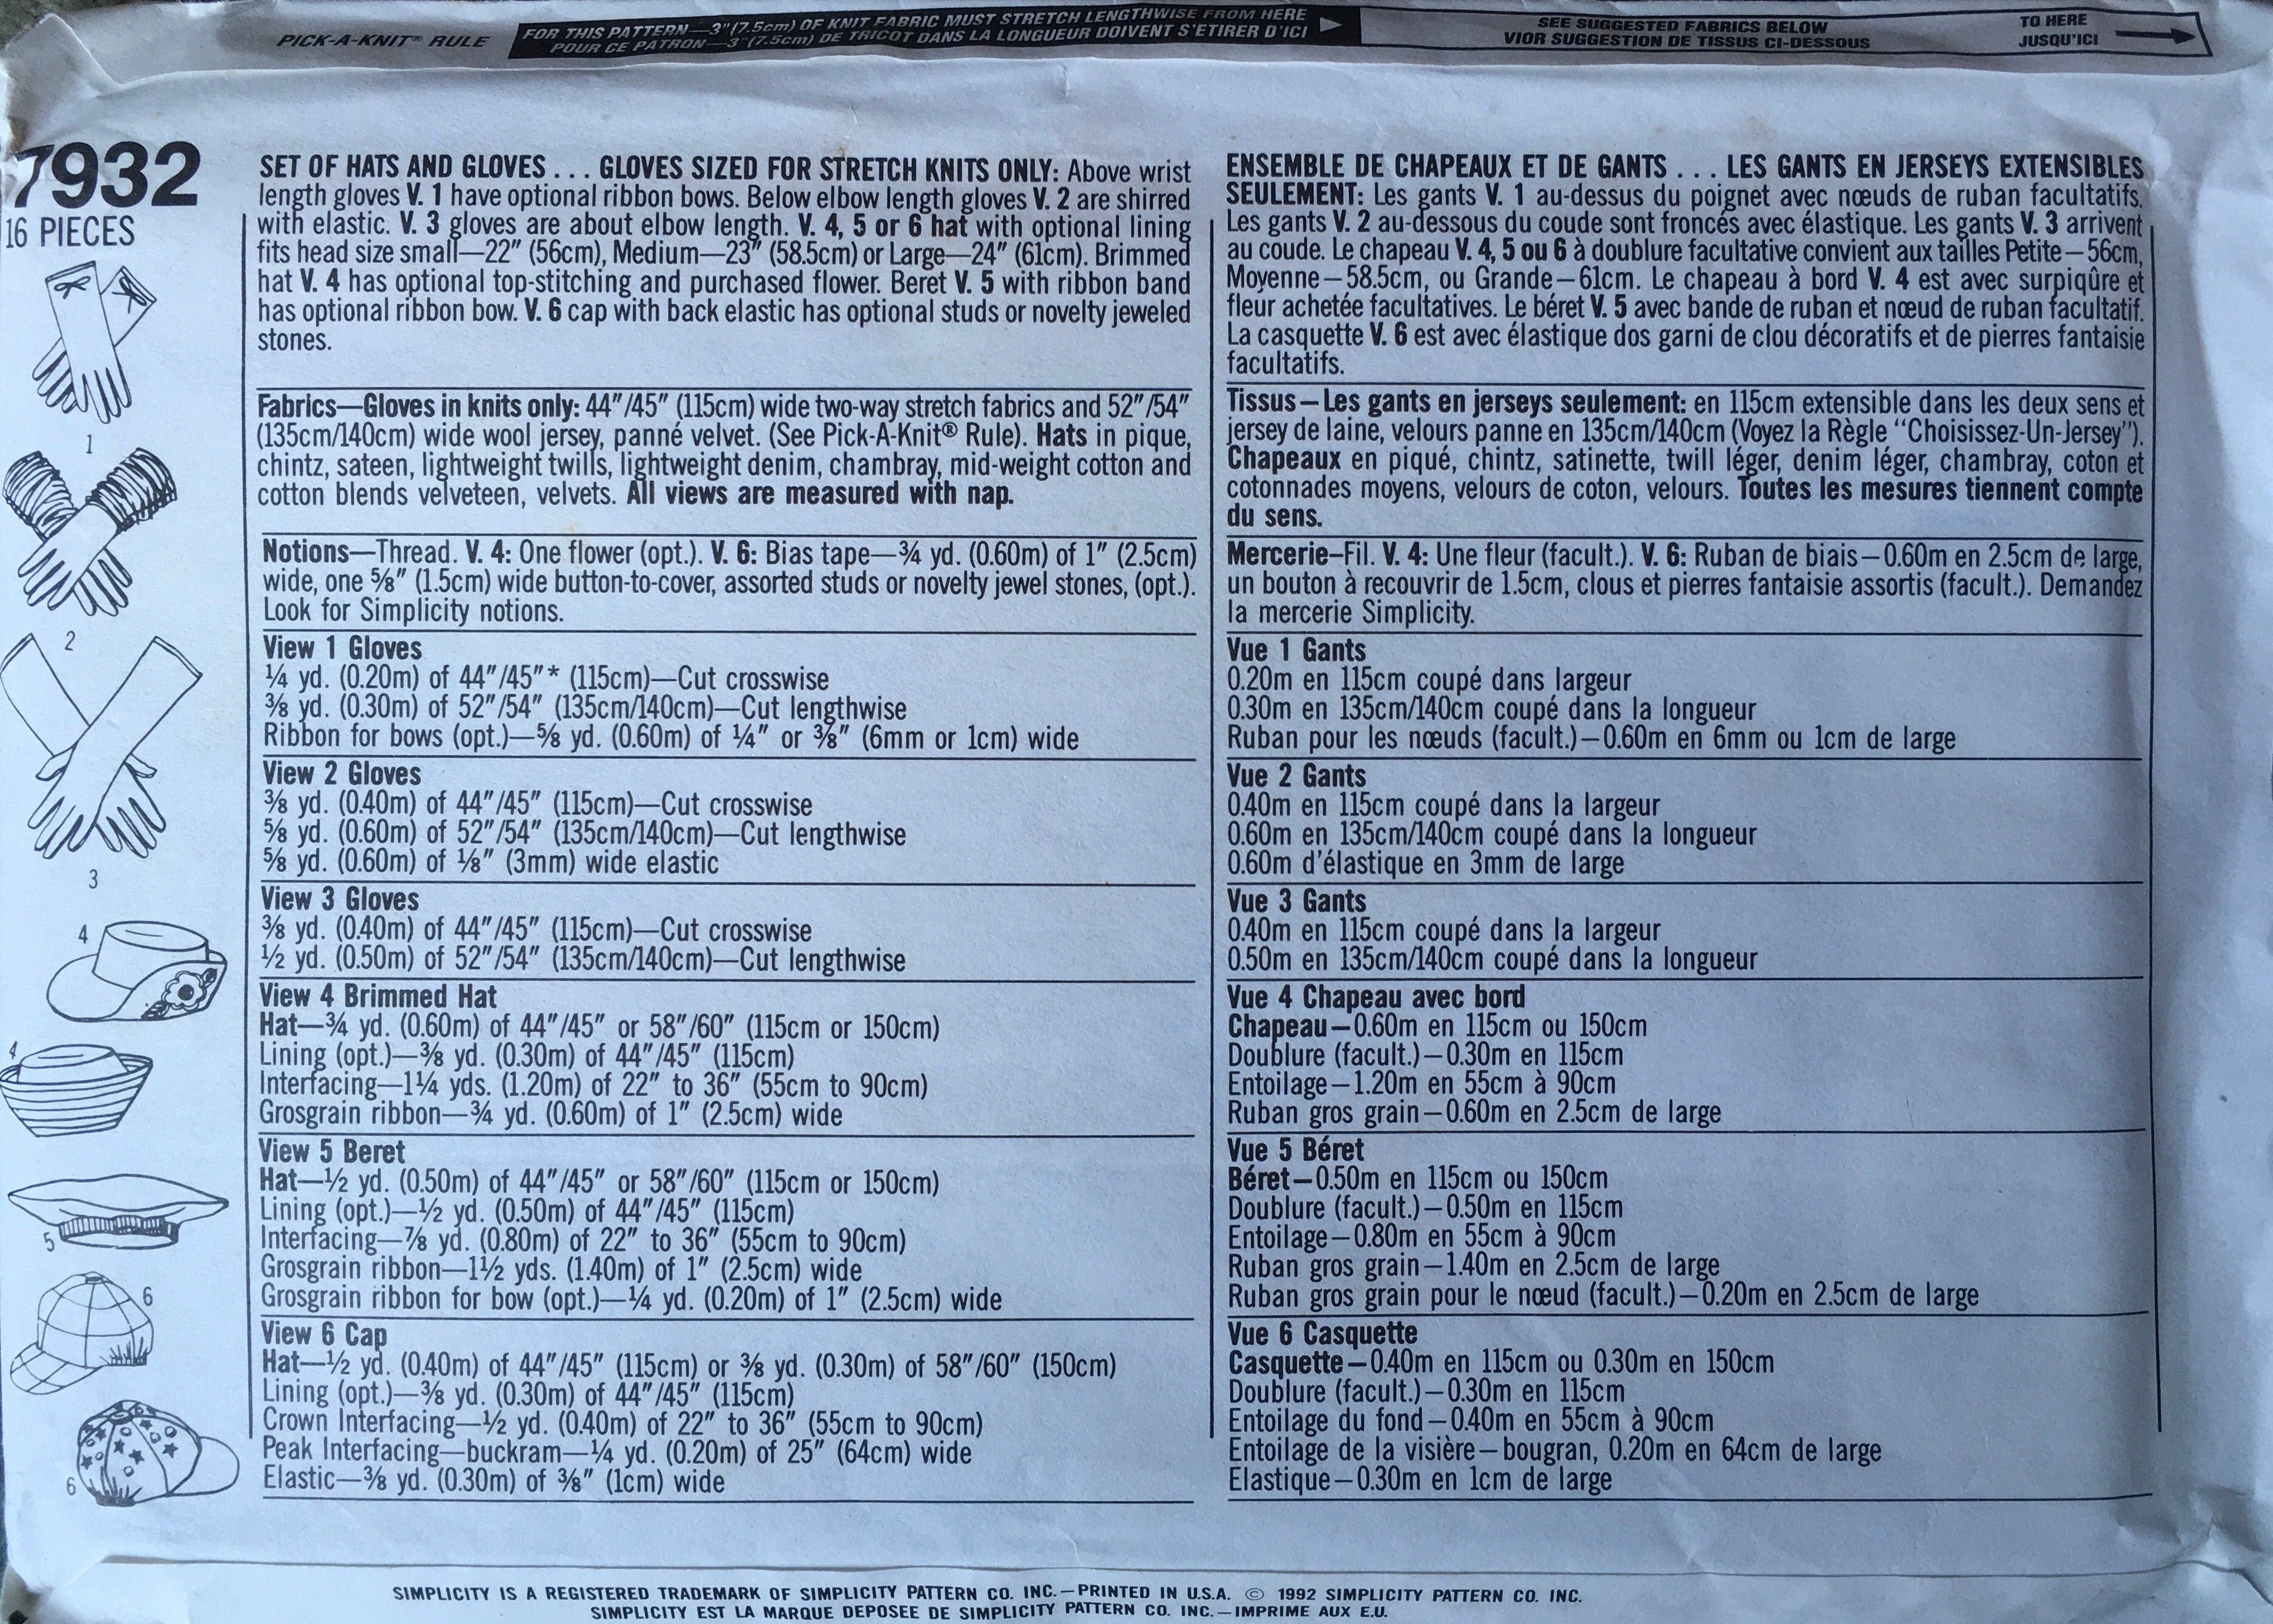 PICK-A-KNIT® RULE
FOR THIS PATTERN—3"(7.5cm) OF KNIT FABRIC MUST STRETCH LENGTHWISE FROM HERE
POUR CE PATRON—3"(7.5cm) DE TRICOT DANS LA LONGUEUR DOIVENT S'ETIRER D'ICI
SEE SUGGESTED FABRICS BELOW
VIOR SUGGESTION DE TISSUS CI-DESSOUS
TO HERE
JUSQU'ICI
7932
16 PIECES
1
2
3
4
4
5
6
6
SET OF HATS AND GLOVES . . . GLOVES SIZED FOR STRETCH KNITS ONLY: Above wrist
length gloves V. 1 have optional ribbon bows. Below elbow length gloves V. 2 are shirred
with elastic. V. 3 gloves are about elbow length. V. 4, 5 or 6 hat with optional lining
fits head size small—22" (56cm), Medium—23" (58.5cm) or Large—24" (61cm). Brimmed
hat V. 4 has optional top-stitching and purchased flower. Beret V. 5 with ribbon band
has optional ribbon bow. V. 6 cap with back elastic has optional studs or novelty jeweled
stones.
Fabrics—Gloves in knits only: 44"/45" (115cm) wide two-way stretch fabrics and 52"/54"
(135cm/140cm) wide wool jersey, panné velvet. (See Pick-A-Knit® Rule). Hats in pique,
chintz, sateen, lightweight twills, lightweight denim, chambray, mid-weight cotton and
cotton blends velveteen, velvets. All views are measured with nap.
Notions—Thread. V. 4: One flower (opt.). V. 6: Bias tape—¾ yd. (0.60m) of 1" (2.5cm)
wide, one ⅝" (1.5cm) wide button-to-cover, assorted studs or novelty jewel stones, (opt.).
Look for Simplicity notions.
View 1 Gloves
¼ yd. (0.20m) of 44"/45"* (115cm)—Cut crosswise
⅜ yd. (0.30m) of 52"/54" (135cm/140cm)—Cut lengthwise
Ribbon for bows (opt.)—⅝ yd. (0.60m) of ¼" or ⅜" (6mm or 1cm) wide
View 2 Gloves
⅜ yd. (0.40m) of 44"/45" (115cm)—Cut crosswise
⅝ yd. (0.60m) of 52"/54" (135cm/140cm)—Cut lengthwise
⅝ yd. (0.60m) of ⅛" (3mm) wide elastic
View 3 Gloves
⅜ yd. (0.40m) of 44"/45" (115cm)—Cut crosswise
½ yd. (0.50m) of 52"/54" (135cm/140cm)—Cut lengthwise
View 4 Brimmed Hat
Hat—¾ yd. (0.60m) of 44"/45" or 58"/60" (115cm or 150cm)
Lining (opt.)—⅜ yd. (0.30m) of 44"/45" (115cm)
Interfacing—1¼ yds. (1.20m) of 22" to 36" (55cm to 90cm)
Grosgrain ribbon—¾ yd. (0.60m) of 1" (2.5cm) wide
View 5 Beret
Hat—½ yd. (0.50m) of 44"/45" or 58"/60" (115cm or 150cm)
Lining (opt.)—½ yd. (0.50m) of 44"/45" (115cm)
Interfacing—⅞ yd. (0.80m) of 22" to 36" (55cm to 90cm)
Grosgrain ribbon—1½ yds. (1.40m) of 1" (2.5cm) wide
Grosgrain ribbon for bow (opt.)—¼ yd. (0.20m) of 1" (2.5cm) wide
View 6 Cap
Hat—½ yd. (0.40m) of 44"/45" (115cm) or ⅜ yd. (0.30m) of 58"/60" (150cm)
Lining (opt.)—⅜ yd. (0.30m) of 44"/45" (115cm)
Crown Interfacing—½ yd. (0.40m) of 22" to 36" (55cm to 90cm)
Peak Interfacing—buckram—¼ yd. (0.20m) of 25" (64cm) wide
Elastic—⅜ yd. (0.30m) of ⅜" (1cm) wide
ENSEMBLE DE CHAPEAUX ET DE GANTS . . . LES GANTS EN JERSEYS EXTENSIBLES
SEULEMENT: Les gants V. 1 au-dessus du poignet avec nœuds de ruban facultatifs.
Les gants V. 2 au-dessous du coude sont froncés avec élastique. Les gants V. 3 arrivent
au coude. Le chapeau V. 4, 5 ou 6 à doublure facultative convient aux tailles Petite—56cm,
Moyenne—58.5cm, ou Grande—61cm. Le chapeau à bord V. 4 est avec surpiqûre et
fleur achetée facultatives. Le béret V. 5 avec bande de ruban et nœud de ruban facultatif.
La casquette V. 6 est avec élastique dos garni de clou décoratifs et de pierres fantaisie
facultatifs.
Tissus—Les gants en jerseys seulement: en 115cm extensible dans les deux sens et
jersey de laine, velours panne en 135cm/140cm (Voyez la Règle "Choisissez-Un-Jersey").
Chapeaux en piqué, chintz, satinette, twill léger, denim léger, chambray, coton et
cotonnades moyens, velours de coton, velours. Toutes les mesures tiennent compte
du sens.
Mercerie—Fil. V. 4: Une fleur (facult.). V. 6: Ruban de biais—0.60m en 2.5cm de large,
un bouton à recouvrir de 1.5cm, clous et pierres fantaisie assortis (facult.). Demandez
la mercerie Simplicity.
Vue 1 Gants
0.20m en 115cm coupé dans largeur
0.30m en 135cm/140cm coupé dans la longueur
Ruban pour les nœuds (facult.)—0.60m en 6mm ou 1cm de large
Vue 2 Gants
0.40m en 115cm coupé dans la largeur
0.60m en 135cm/140cm coupé dans la longueur
0.60m d'élastique en 3mm de large
Vue 3 Gants
0.40m en 115cm coupé dans la largeur
0.50m en 135cm/140cm coupé dans la longueur
Vue 4 Chapeau avec bord
Chapeau—0.60m en 115cm ou 150cm
Doublure (facult.)—0.30m en 115cm
Entoilage—1.20m en 55cm à 90cm
Ruban gros grain—0.60m en 2.5cm de large
Vue 5 Béret
Béret—0.50m en 115cm ou 150cm
Doublure (facult.)—0.50m en 115cm
Entoilage—0.80m en 55cm à 90cm
Ruban gros grain—1.40m en 2.5cm de large
Ruban gros grain pour le nœud (facult.)—0.20m en 2.5cm de large
Vue 6 Casquette
Casquette—0.40m en 115cm ou 0.30m en 150cm
Doublure (facult.)—0.30m en 115cm
Entoilage du fond—0.40m en 55cm à 90cm
Entoilage de la visière—bougran, 0.20m en 64cm de large
Elastique—0.30m en 1cm de large
SIMPLICITY IS A REGISTERED TRADEMARK OF SIMPLICITY PATTERN CO. INC.—PRINTED IN U.S.A. © 1992 SIMPLICITY PATTERN CO. INC.
SIMPLICITY EST LA MARQUE DEPOSEE DE SIMPLICITY PATTERN CO. INC.—IMPRIME AUX E.U.